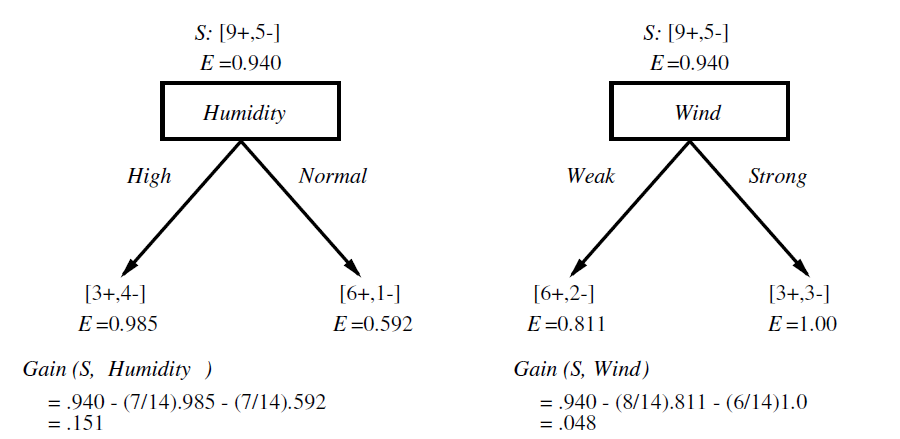 S: [9+,5-]
E =0.940
Humidity
High
Normal
[3+,4-]
E =0.985
[6+,1-]
E =0.592
Gain (S, Humidity )
= .940 - (7/14).985 - (7/14).592
= .151
S: [9+,5-]
E =0.940
Wind
Weak
Strong
[6+,2-]
E =0.811
[3+,3-]
E =1.00
Gain (S, Wind)
= .940 - (8/14).811 - (6/14)1.0
= .048